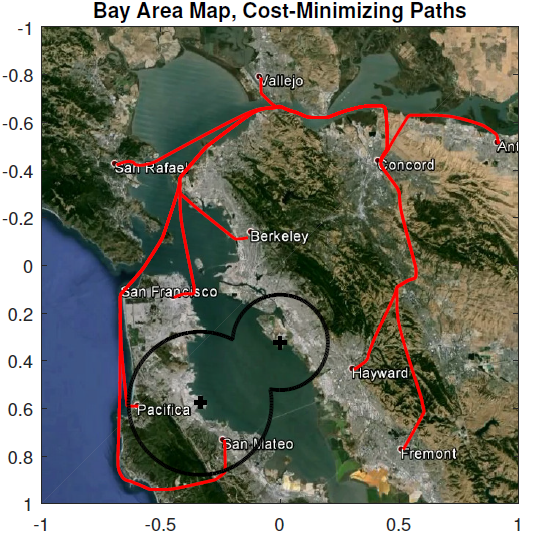 Bay Area Map, Cost-Minimizing Paths
-1
-0.8
Vallejo
-0.6
Ant
-0.4
San Rafael
Concord
-0.2
Berkeley
0
San Francisco
0.2
0.4
Hayward
0.6
Pacifica
San Mateo
0.8
Fremont
1
-1 -0.5 0 0.5 1